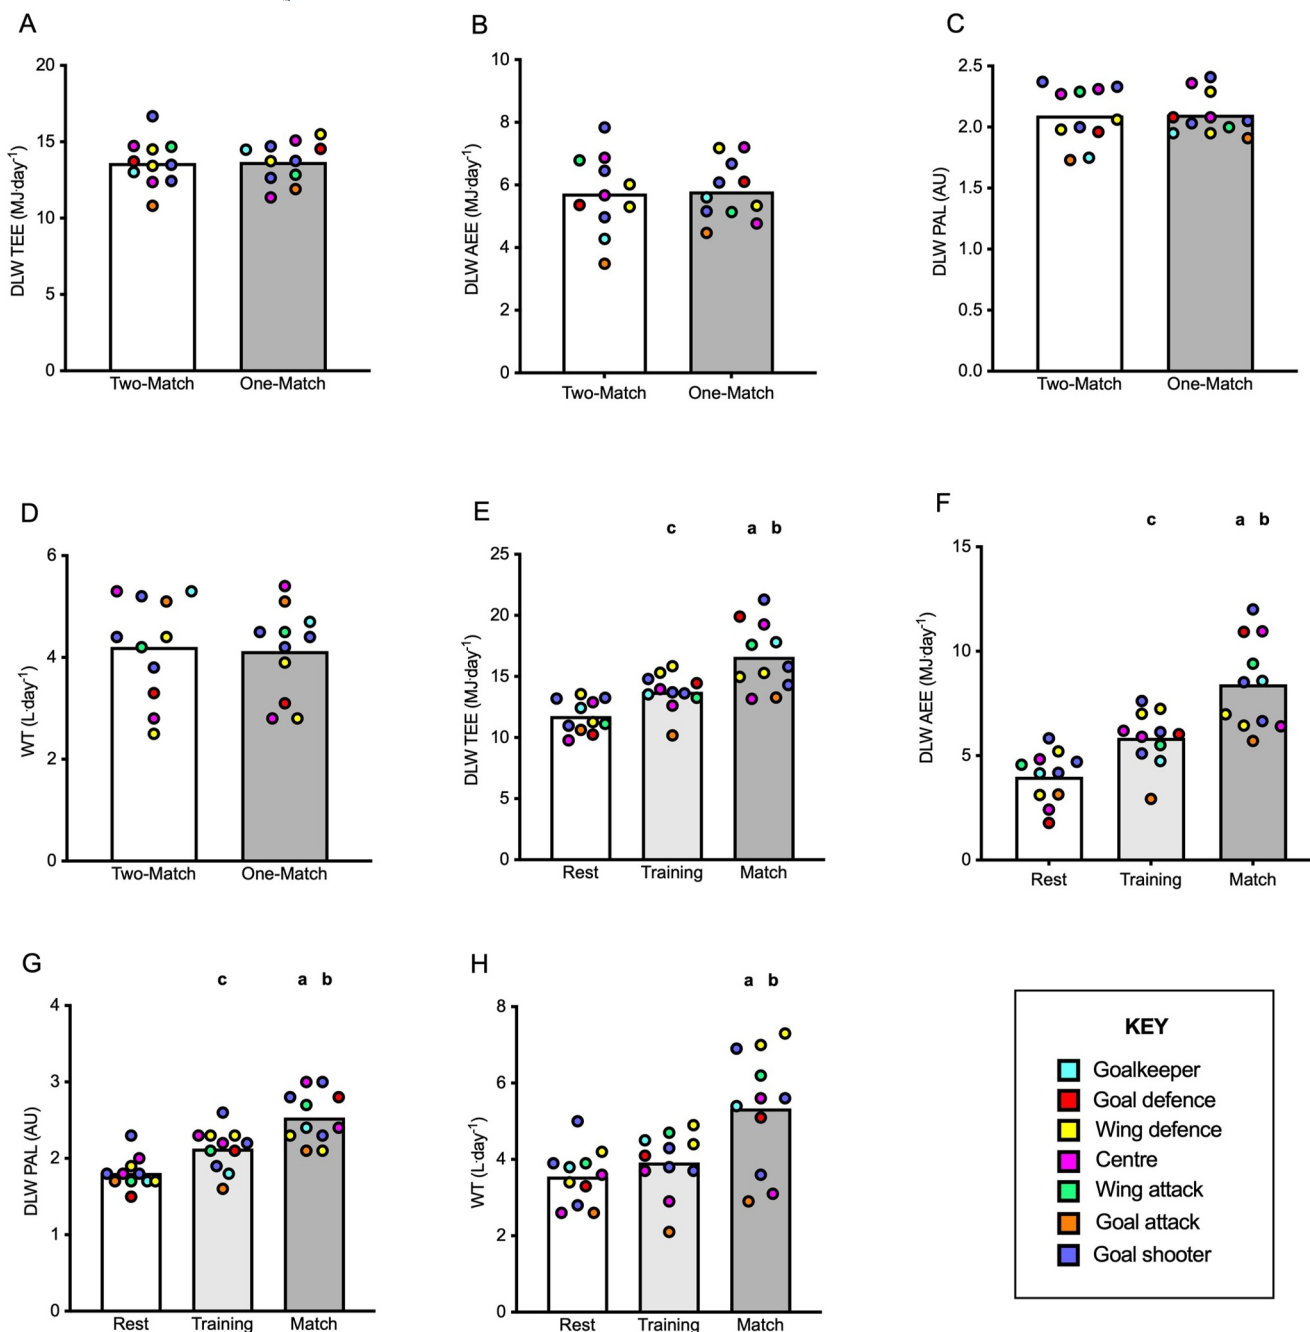 A
20
15
10
5
0
DLW TEE (MJ·day⁻¹)
Two-Match
One-Match
B
10
8
6
4
2
0
DLW AEE (MJ·day⁻¹)
Two-Match
One-Match
C
2.5
2.0
1.5
1.0
0.5
0.0
DLW PAL (AU)
Two-Match
One-Match
D
6
4
2
0
WT (L·day⁻¹)
Two-Match
One-Match
E
c
a b
25
20
15
10
5
0
DLW TEE (MJ·day⁻¹)
Rest
Training
Match
F
c
a b
15
10
5
0
DLW AEE (MJ·day⁻¹)
Rest
Training
Match
G
c
a b
4
3
2
1
0
DLW PAL (AU)
Rest
Training
Match
H
a b
8
6
4
2
0
WT (L·day⁻¹)
Rest
Training
Match
KEY
Goalkeeper
Goal defence
Wing defence
Centre
Wing attack
Goal attack
Goal shooter